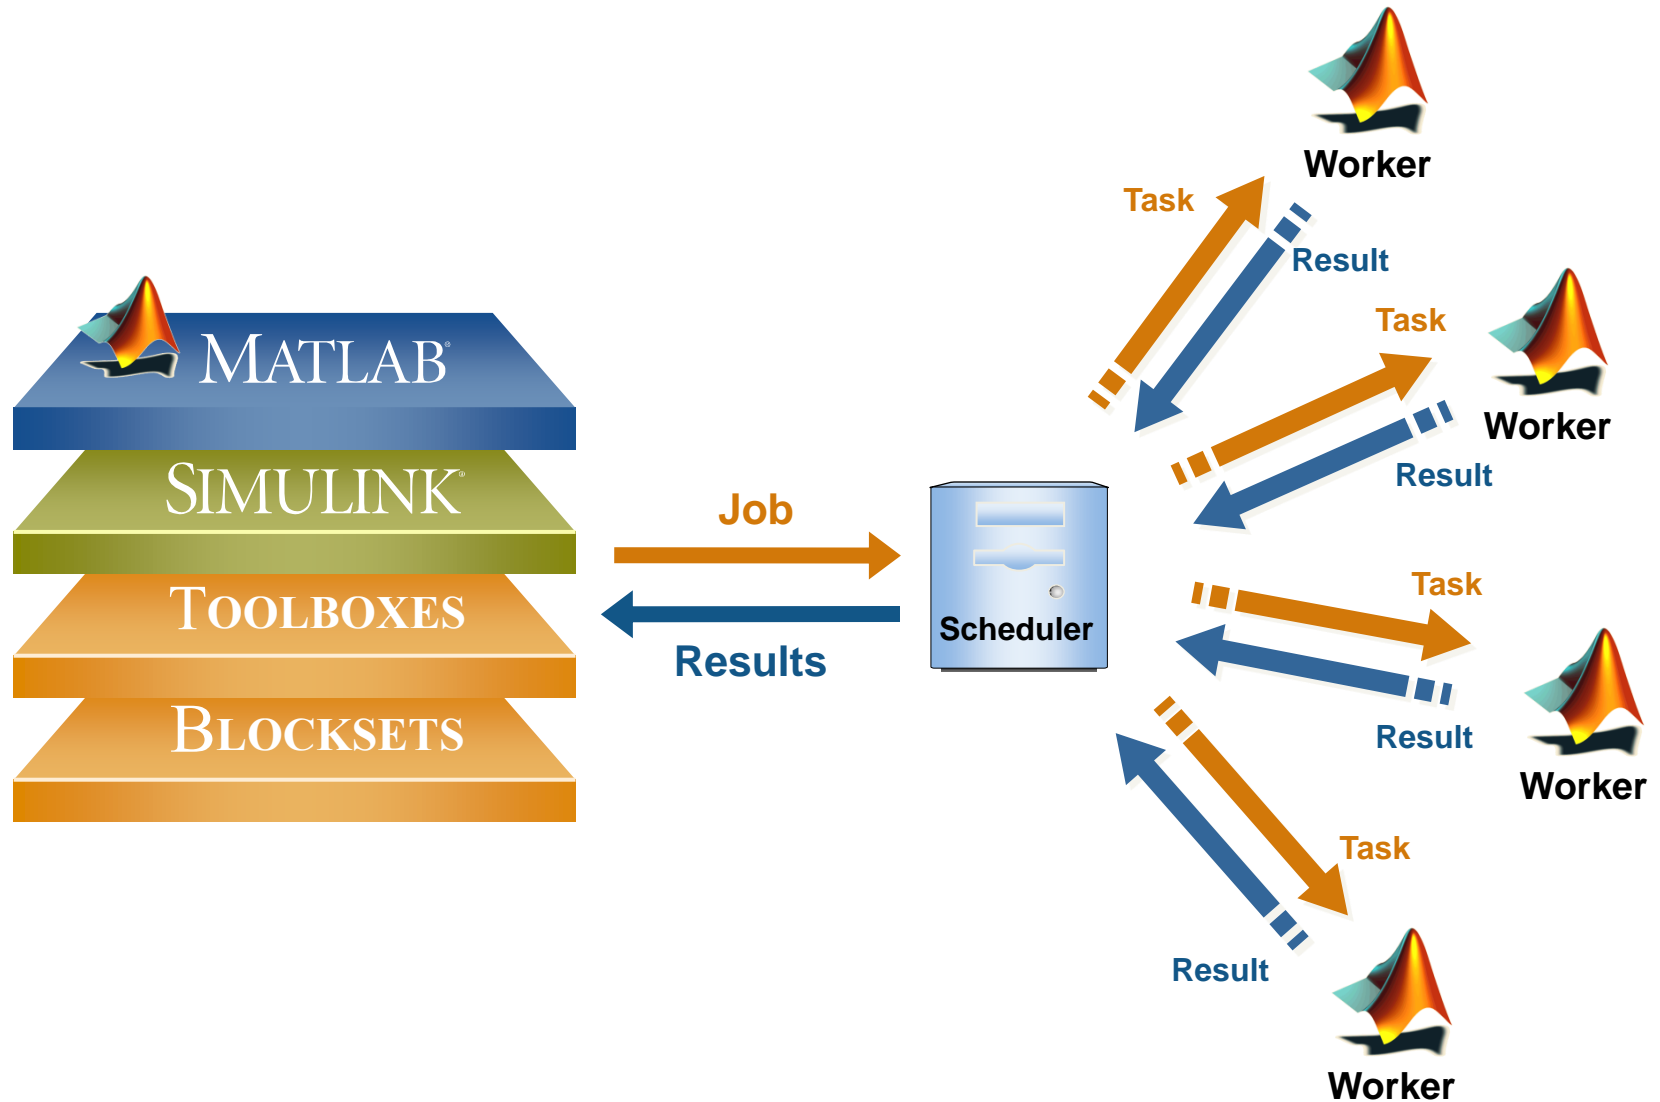 MATLAB®
SIMULINK®
TOOLBOXES
BLOCKSETS
Job
Results
Scheduler
Worker
Task
Result
Task
Worker
Result
Task
Result
Worker
Task
Result
Worker